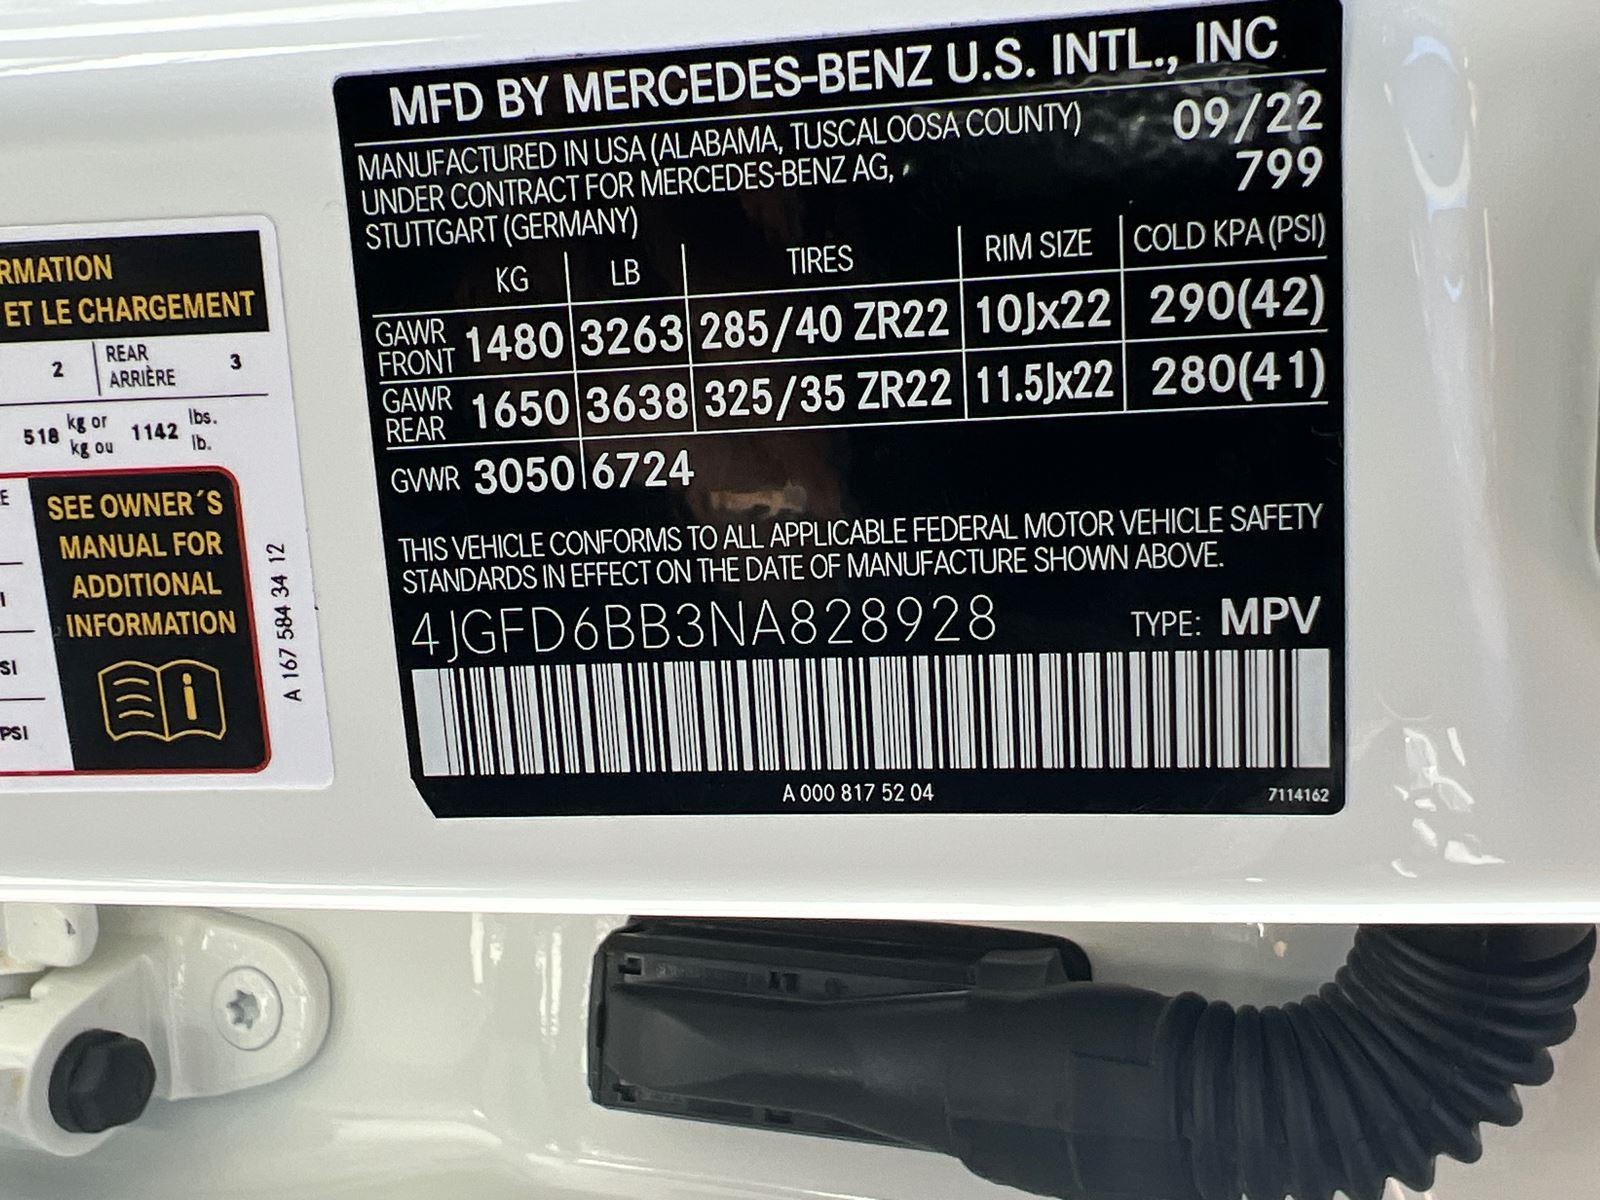 MFD BY MERCEDES-BENZ U.S. INTL., INC
MANUFACTURED IN USA (ALABAMA, TUSCALOOSA COUNTY) 09/22
UNDER CONTRACT FOR MERCEDES-BENZ AG, 799
STUTTGART (GERMANY)
KG LB TIRES RIM SIZE COLD KPA (PSI)
GAWR FRONT 1480 3263 285/40 ZR22 10Jx22 290(42)
GAWR REAR 1650 3638 325/35 ZR22 11.5Jx22 280(41)
GVWR 3050 6724
THIS VEHICLE CONFORMS TO ALL APPLICABLE FEDERAL MOTOR VEHICLE SAFETY
STANDARDS IN EFFECT ON THE DATE OF MANUFACTURE SHOWN ABOVE.
4JGFD6BB3NA828928 TYPE: MPV
A 000 817 52 04 7114162
RMATION
ET LE CHARGEMENT
2 REAR ARRIÈRE 3
518 kg or kg ou 1142 lbs. lb.
E
SEE OWNER´S
MANUAL FOR
ADDITIONAL
INFORMATION
I
SI
PSI
A 167 584 34 12